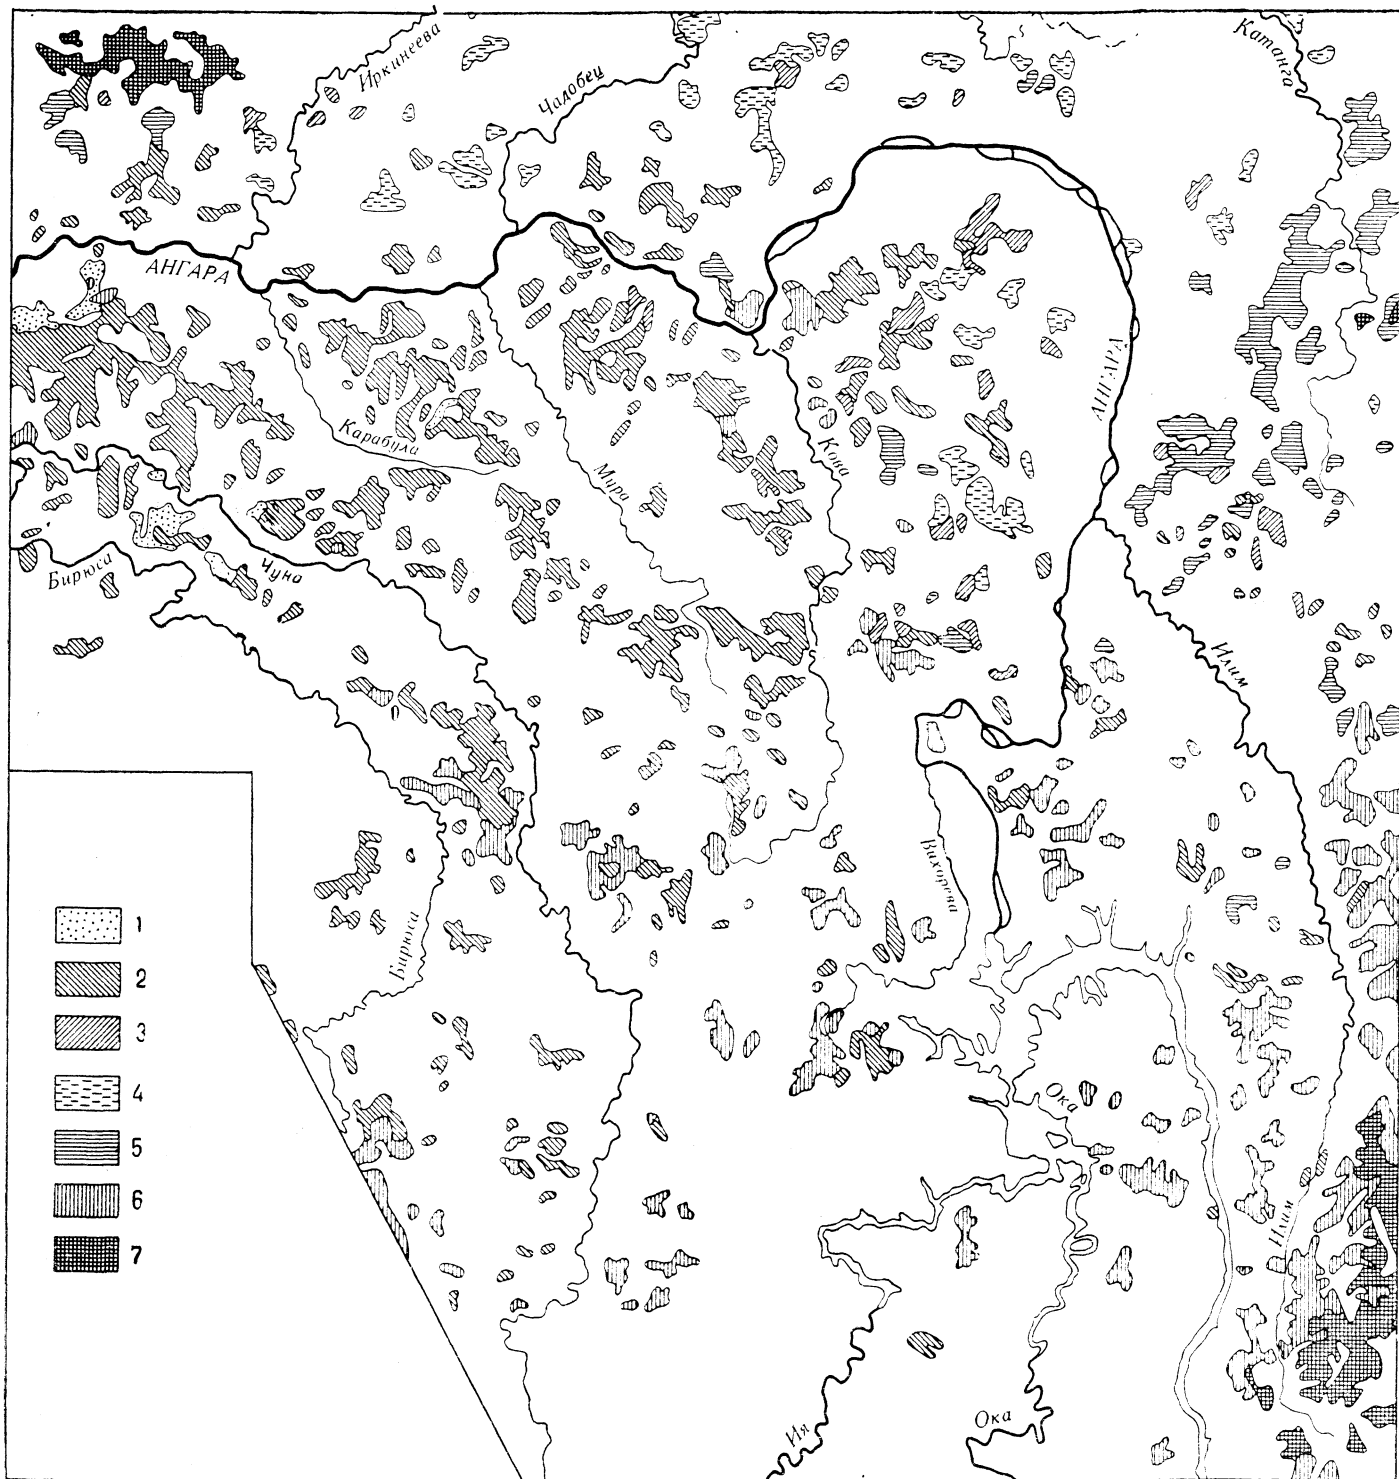 Иркинеева
Чадобец
Катанга
АНГАРА
Карабула
Мура
Кова
АНГАРА
Бирюса
Чуна
Илим
Вихорева
Бирюса
1
2
3
4
5
6
7
Ока
Илим
Ия
Ока